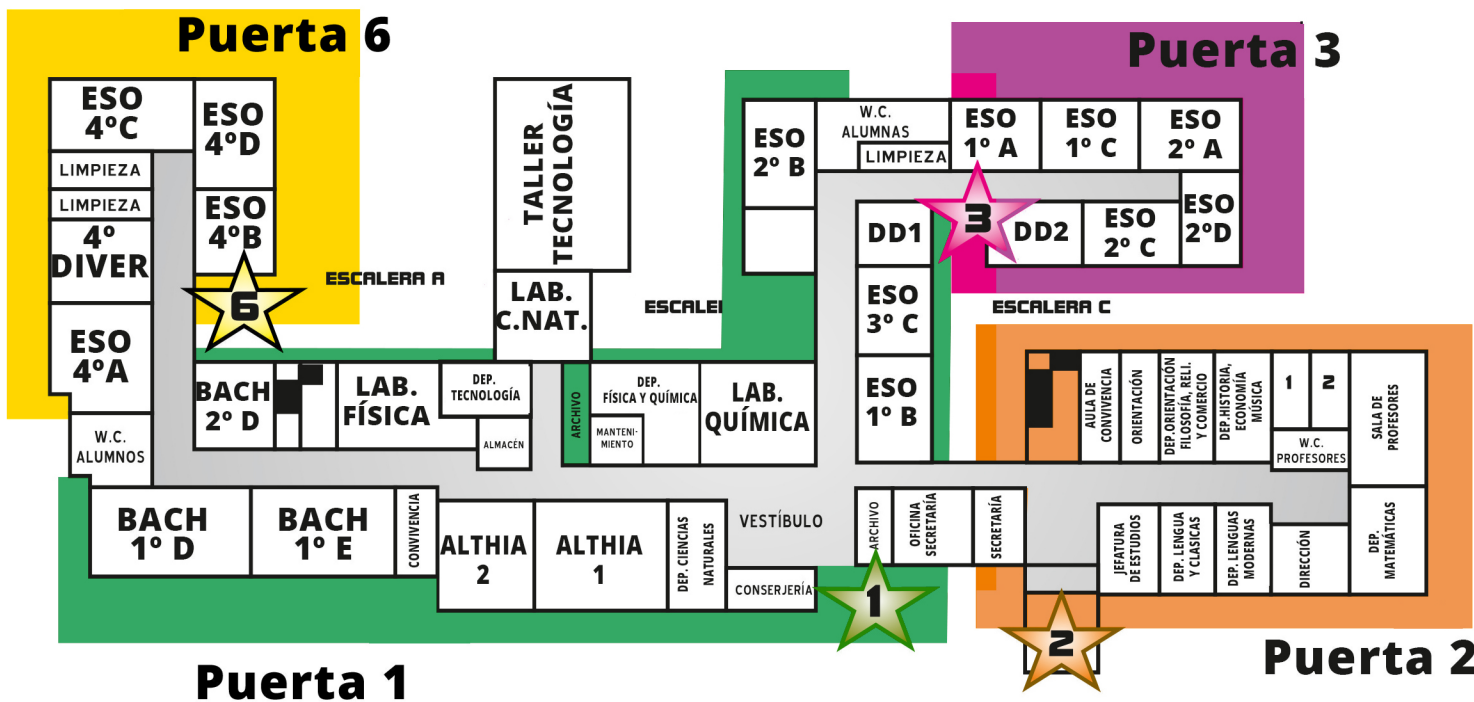 Puerta 6
Puerta 3
ESO
4ºC
ESO
4ºD
LIMPIEZA
LIMPIEZA
4º
DIVER
ESO
4ºB
6
ESCALERA A
ESO
4ºA
W.C.
ALUMNOS
TALLER
TECNOLOGÍA
LAB.
C.NAT.
ESO
2º B
W.C.
ALUMNAS
LIMPIEZA
ESO
1º A
ESO
1º C
ESO
2º A
3
DD1
DD2
ESO
2º C
ESO
2ºD
ESCALERA C
ESO
3º C
ESO
1º B
BACH
2º D
LAB.
FÍSICA
DEP.
TECNOLOGÍA
ALMACÉN
ARCHIVO
DEP.
FÍSICA Y QUÍMICA
MANTENI-
MIENTO
LAB.
QUÍMICA
AULA DE
CONVIVENCIA
ORIENTACIÓN
DEP.ORIENTACIÓN
FILOSOFÍA, RELI.
Y COMERCIO
DEP.HISTORIA,
ECONOMÍA
MÚSICA
1
2
W.C.
PROFESORES
SALA DE
PROFESORES
BACH
1º D
BACH
1º E
CONVIVENCIA
ALTHIA
2
ALTHIA
1
DEP. CIENCIAS
NATURALES
VESTÍBULO
CONSERJERÍA
ARCHIVO
OFICINA
SECRETARÍA
SECRETARÍA
JEFATURA
DE ESTUDIOS
DEP. LENGUA
Y CLASICAS
DEP. LENGUAS
MODERNAS
DIRECCIÓN
DEP.
MATEMÁTICAS
1
2
Puerta 1
Puerta 2